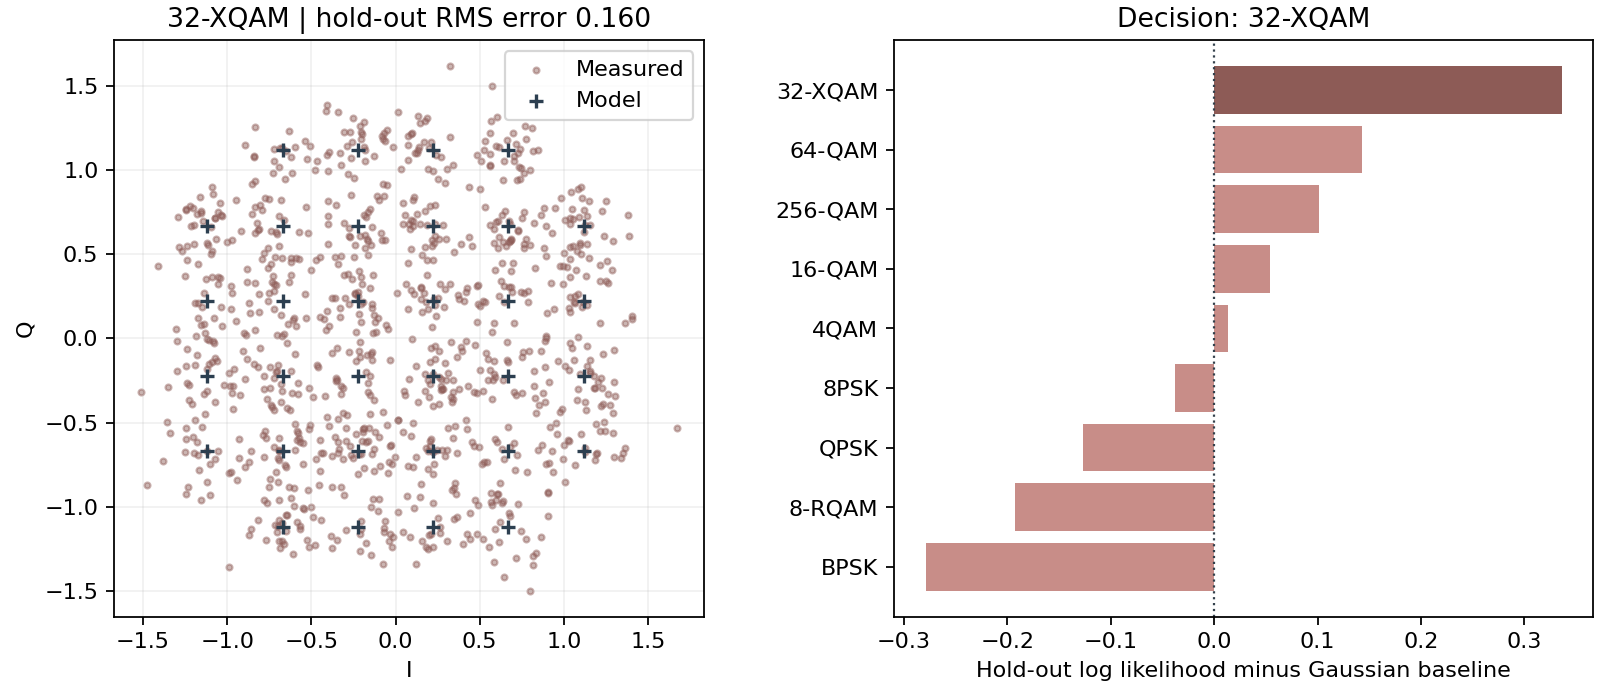 32-XQAM | hold-out RMS error 0.160
Measured
Model
1.5
1.0
0.5
0.0
−0.5
−1.0
−1.5
Q
−1.5 −1.0 −0.5 0.0 0.5 1.0 1.5
I
Decision: 32-XQAM
32-XQAM
64-QAM
256-QAM
16-QAM
4QAM
8PSK
QPSK
8-RQAM
BPSK
−0.3 −0.2 −0.1 0.0 0.1 0.2 0.3
Hold-out log likelihood minus Gaussian baseline